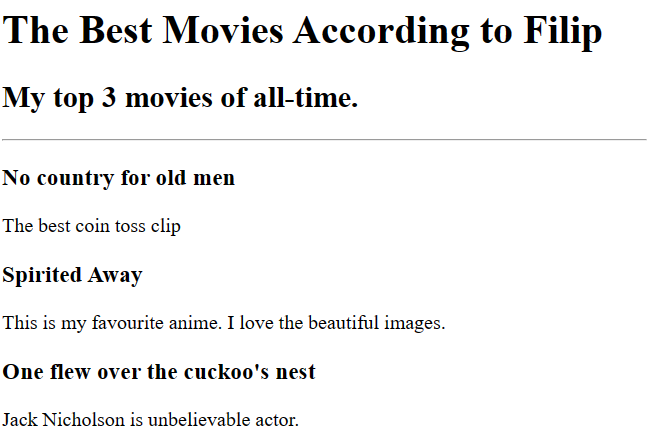 The Best Movies According to Filip
My top 3 movies of all-time.
No country for old men
The best coin toss clip
Spirited Away
This is my favourite anime. I love the beautiful images.
One flew over the cuckoo's nest
Jack Nicholson is unbelievable actor.